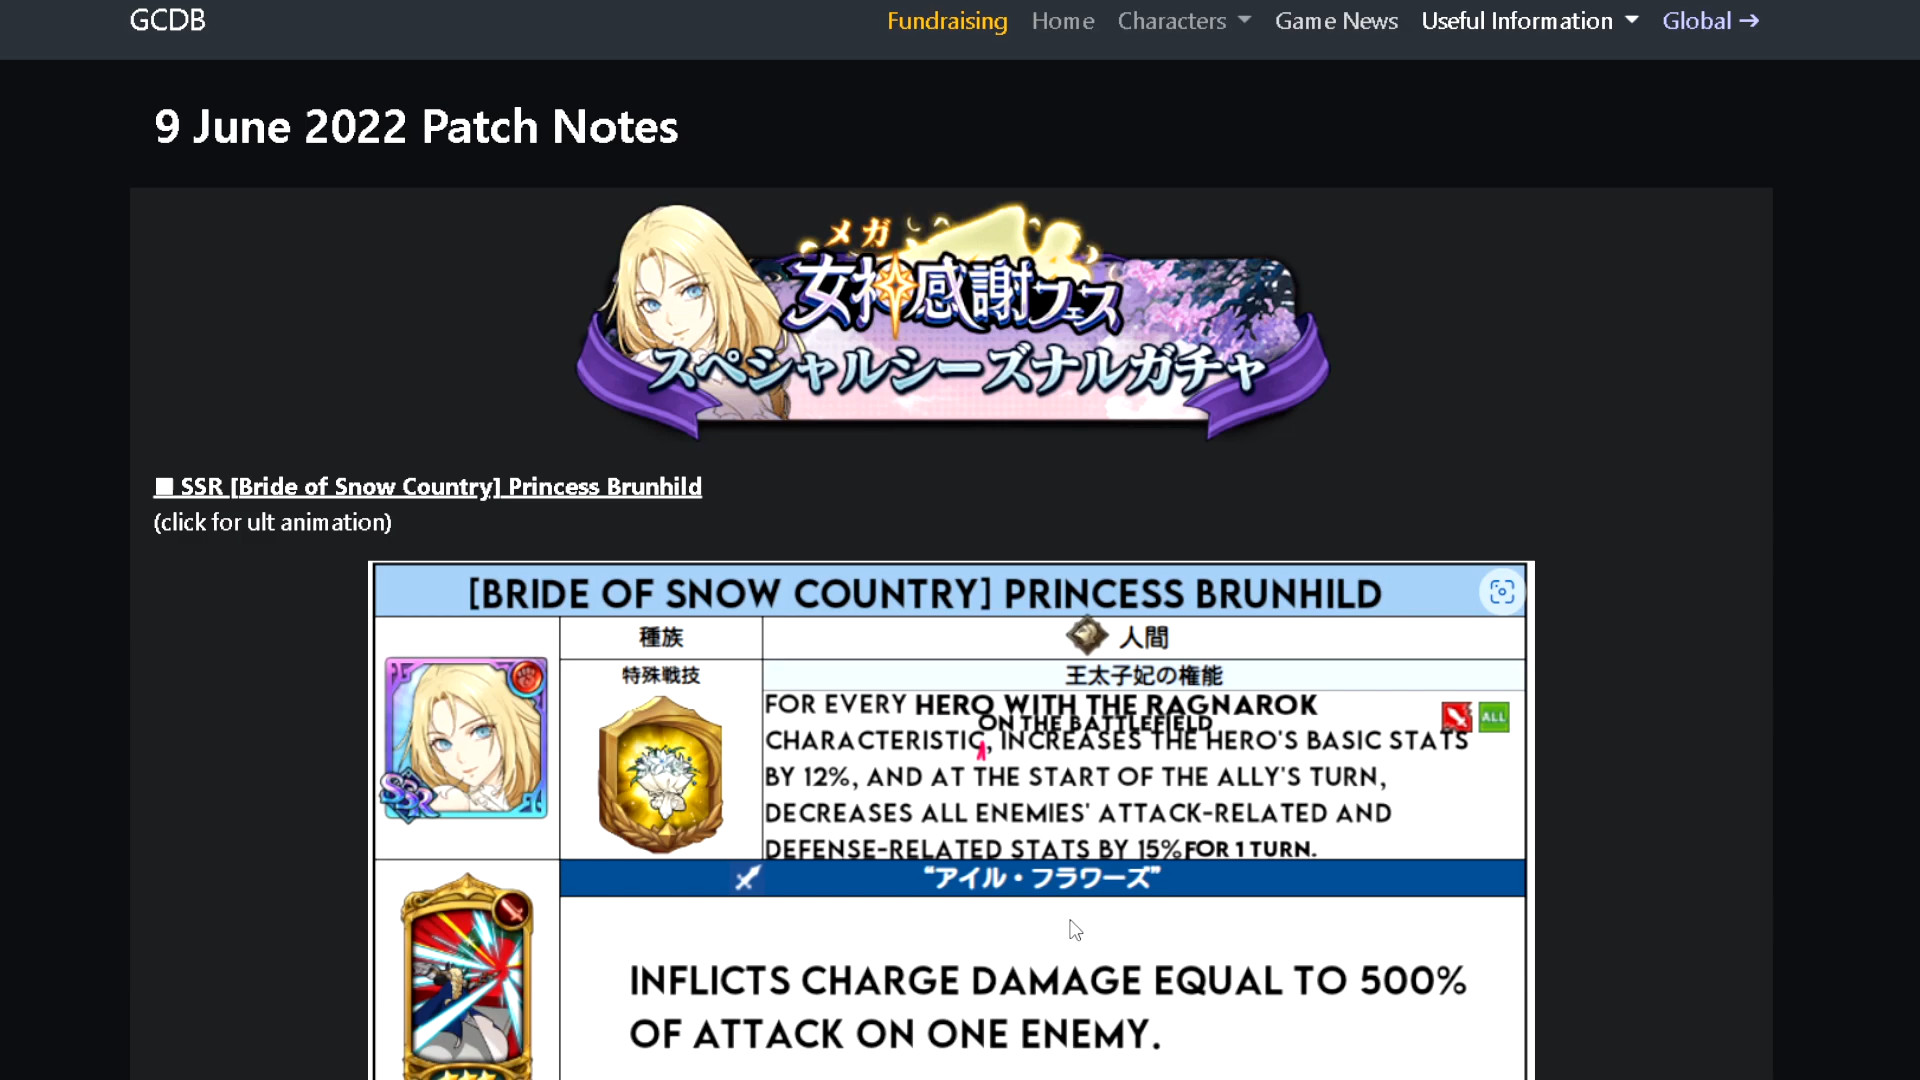 GCDB
Fundraising Home Characters Game News Useful Information Global →
9 June 2022 Patch Notes
メガ
女神感謝フェス
スペシャルシーズナルガチャ
■ SSR [Bride of Snow Country] Princess Brunhild
(click for ult animation)
[BRIDE OF SNOW COUNTRY] PRINCESS BRUNHILD
種族
人間
SSR
特殊戦技
王太子妃の権能
FOR EVERY HERO WITH THE RAGNAROK
ON THE BATTLEFIELD
CHARACTERISTIC, INCREASES THE HERO'S BASIC STATS
BY 12%, AND AT THE START OF THE ALLY'S TURN,
DECREASES ALL ENEMIES' ATTACK-RELATED AND
DEFENSE-RELATED STATS BY 15% FOR 1 TURN.
ALL
“アイル・フラワーズ”
INFLICTS CHARGE DAMAGE EQUAL TO 500%
OF ATTACK ON ONE ENEMY.